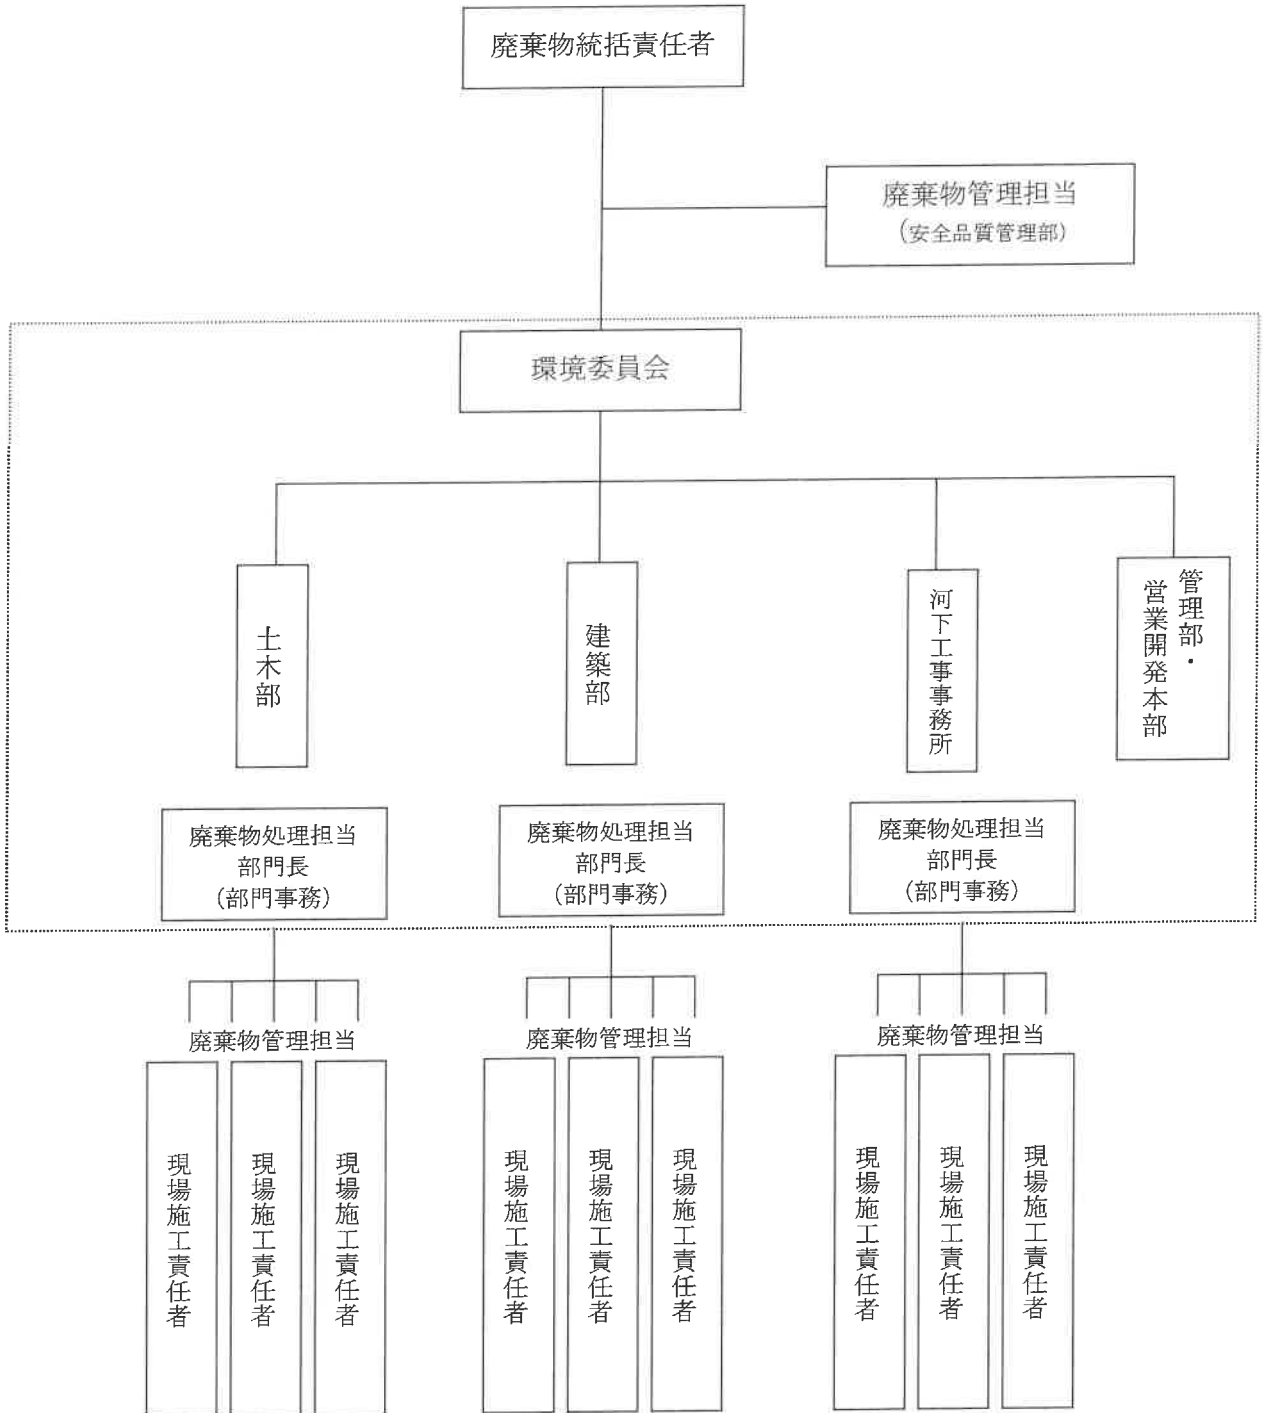 廃棄物統括責任者
廃棄物管理担当
（安全品質管理部）
環境委員会
土木部
建築部
河下工事事務所
管理部・
営業開発本部
廃棄物処理担当
部門長
（部門事務）
廃棄物処理担当
部門長
（部門事務）
廃棄物処理担当
部門長
（部門事務）
廃棄物管理担当
廃棄物管理担当
廃棄物管理担当
現場施工責任者
現場施工責任者
現場施工責任者
現場施工責任者
現場施工責任者
現場施工責任者
現場施工責任者
現場施工責任者
現場施工責任者